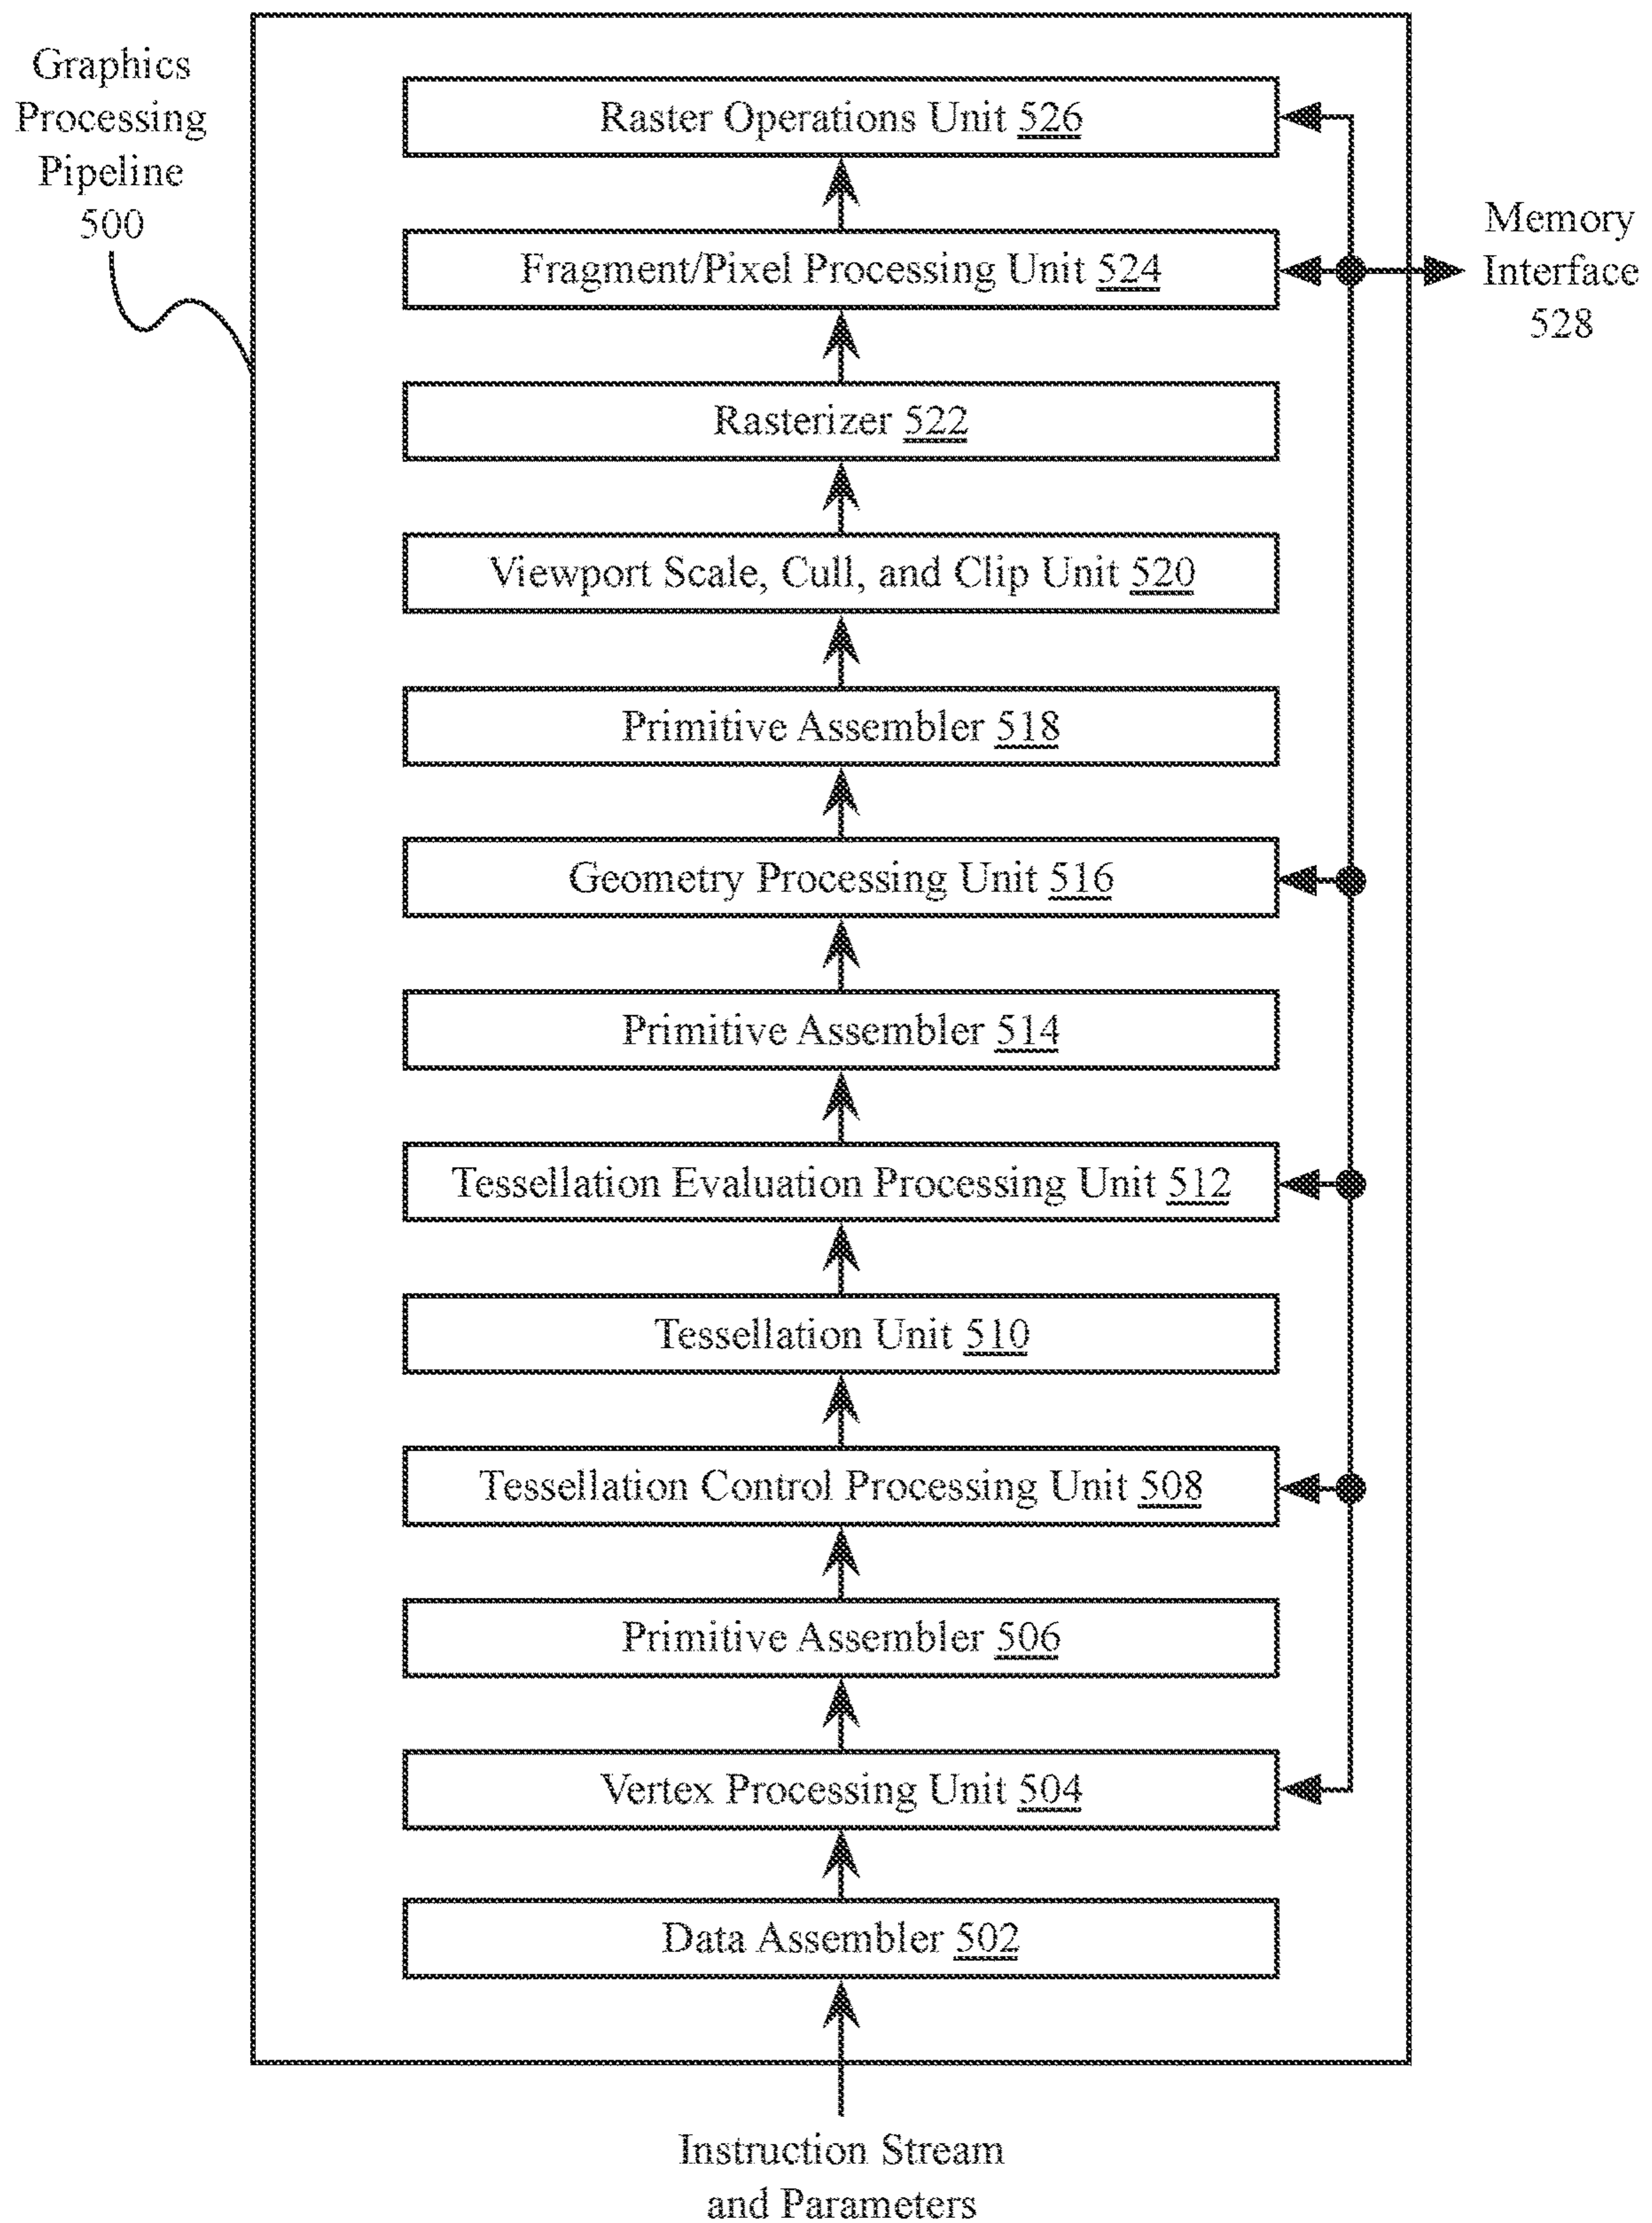 Graphics
Processing
Pipeline
500
Raster Operations Unit 526
Fragment/Pixel Processing Unit 524
Memory
Interface
528
Rasterizer 522
Viewport Scale, Cull, and Clip Unit 520
Primitive Assembler 518
Geometry Processing Unit 516
Primitive Assembler 514
Tessellation Evaluation Processing Unit 512
Tessellation Unit 510
Tessellation Control Processing Unit 508
Primitive Assembler 506
Vertex Processing Unit 504
Data Assembler 502
Instruction Stream
and Parameters